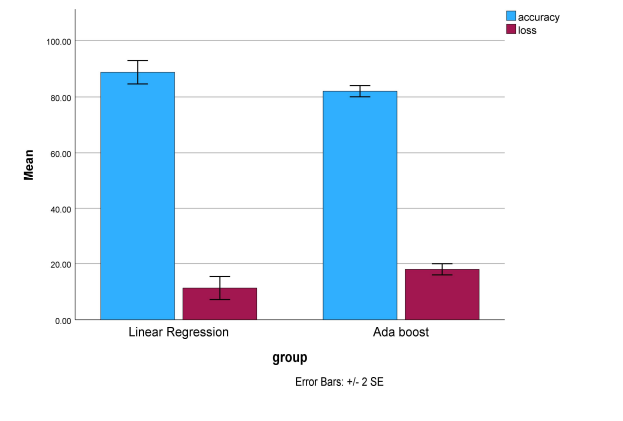 accuracy
loss
Mean
100.00
80.00
60.00
40.00
20.00
0.00
Linear Regression
Ada boost
group
Error Bars: +/- 2 SE